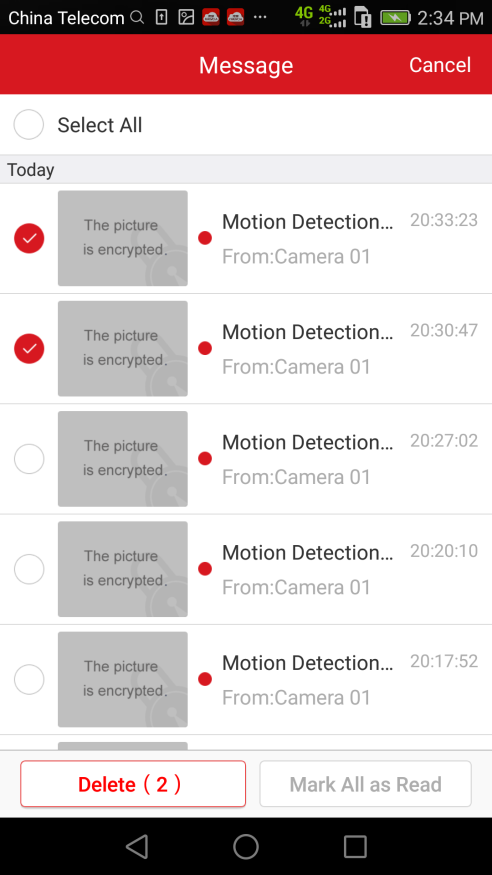 China Telecom 4G 4G 2G 2:34 PM
Message Cancel
Select All
Today
The picture
is encrypted.
Motion Detection... 20:33:23
From:Camera 01
The picture
is encrypted.
Motion Detection... 20:30:47
From:Camera 01
The picture
is encrypted.
Motion Detection... 20:27:02
From:Camera 01
The picture
is encrypted.
Motion Detection... 20:20:10
From:Camera 01
The picture
is encrypted.
Motion Detection... 20:17:52
From:Camera 01
Delete ( 2 ) Mark All as Read